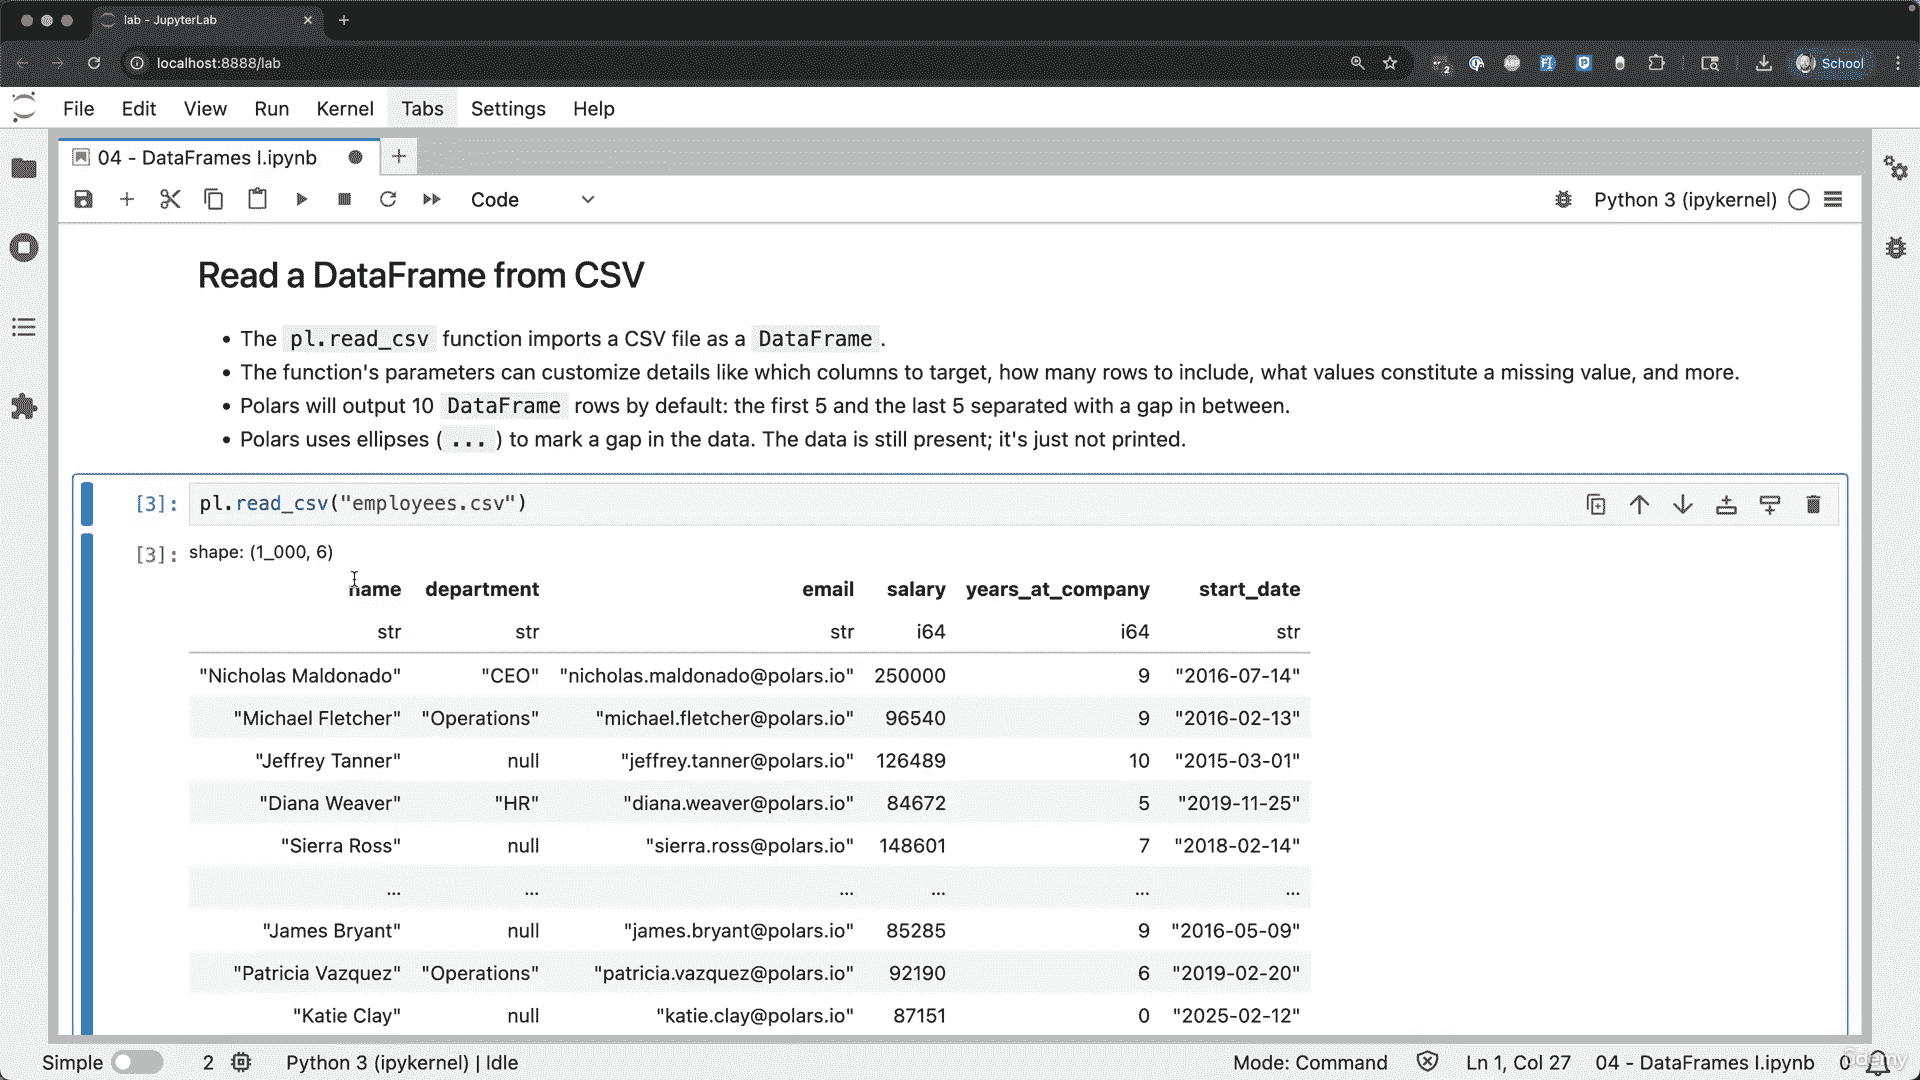 lab - JupyterLab
localhost:8888/lab
2
ABP
School
File Edit View Run Kernel Tabs Settings Help
04 - DataFrames I.ipynb
Code
Python 3 (ipykernel)
Read a DataFrame from CSV
• The pl.read_csv function imports a CSV file as a DataFrame.
• The function's parameters can customize details like which columns to target, how many rows to include, what values constitute a missing value, and more.
• Polars will output 10 DataFrame rows by default: the first 5 and the last 5 separated with a gap in between.
• Polars uses ellipses (...) to mark a gap in the data. The data is still present; it's just not printed.
[3]: pl.read_csv("employees.csv")
[3]: shape: (1_000, 6)
name department email salary years_at_company start_date
str str str i64 i64 str
"Nicholas Maldonado" "CEO" "nicholas.maldonado@polars.io" 250000 9 "2016-07-14"
"Michael Fletcher" "Operations" "michael.fletcher@polars.io" 96540 9 "2016-02-13"
"Jeffrey Tanner" null "jeffrey.tanner@polars.io" 126489 10 "2015-03-01"
"Diana Weaver" "HR" "diana.weaver@polars.io" 84672 5 "2019-11-25"
"Sierra Ross" null "sierra.ross@polars.io" 148601 7 "2018-02-14"
... ... ... ... ... ...
"James Bryant" null "james.bryant@polars.io" 85285 9 "2016-05-09"
"Patricia Vazquez" "Operations" "patricia.vazquez@polars.io" 92190 6 "2019-02-20"
"Katie Clay" null "katie.clay@polars.io" 87151 0 "2025-02-12"
Simple 2 Python 3 (ipykernel) | Idle Mode: Command Ln 1, Col 27 04 - DataFrames I.ipynb 0
Udemy